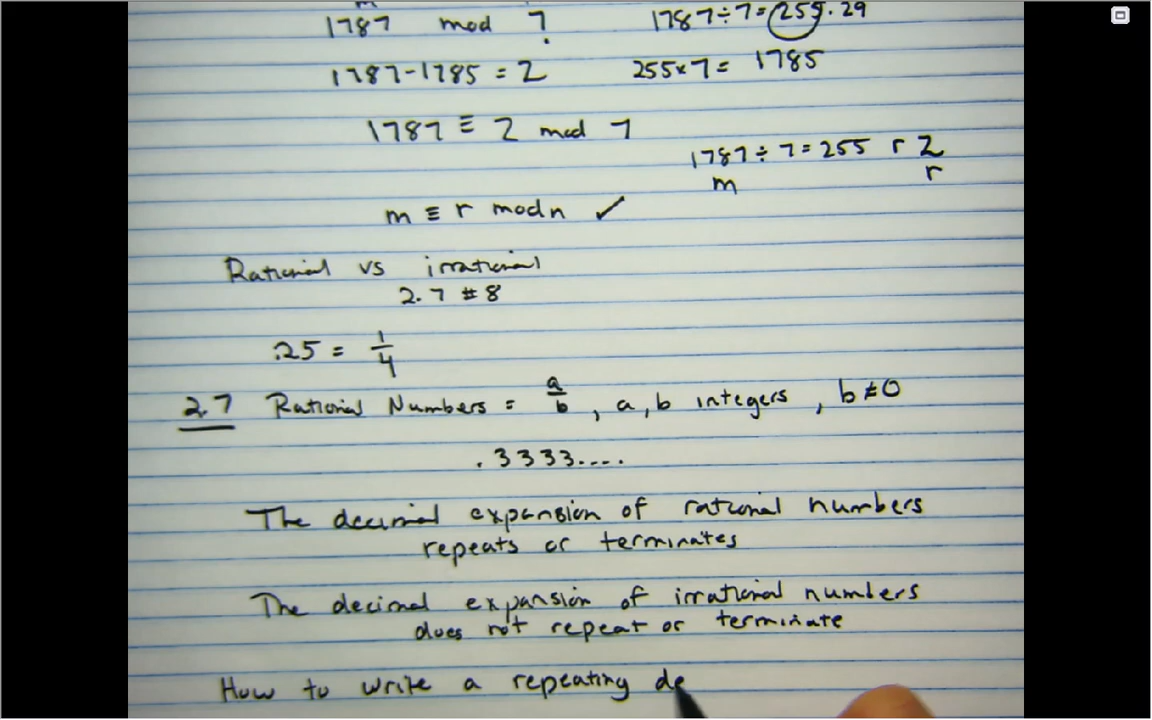 1787 mod 7
1787÷7=255.29
1787-1785 = 2
255×7= 1785
1787 ≡ 2 mod 7
1787÷7=255 r 2
m r
m ≡ r mod n ✓
Rational vs irrational
2.7 #8
.25 = 1/4
2.7 Rational Numbers = a/b, a, b integers, b≠0
.3333....
The decimal expansion of rational numbers
repeats or terminates
The decimal expansion of irrational numbers
does not repeat or terminate
How to write a repeating de